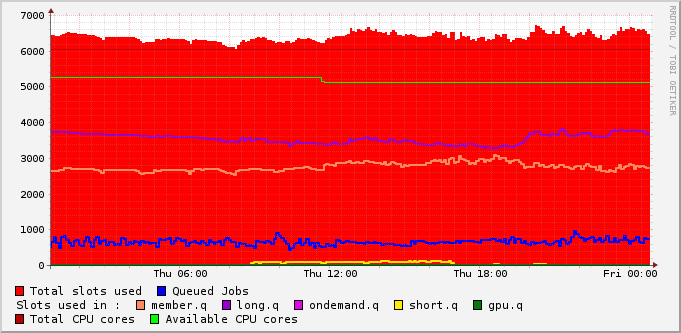 7000
6000
5000
4000
3000
2000
1000
0
Thu 06:00 Thu 12:00 Thu 18:00 Fri 00:00
RRDTOOL / TOBI OETIKER
Total slots used Queued Jobs
Slots used in : member.q long.q ondemand.q short.q gpu.q
Total CPU cores Available CPU cores